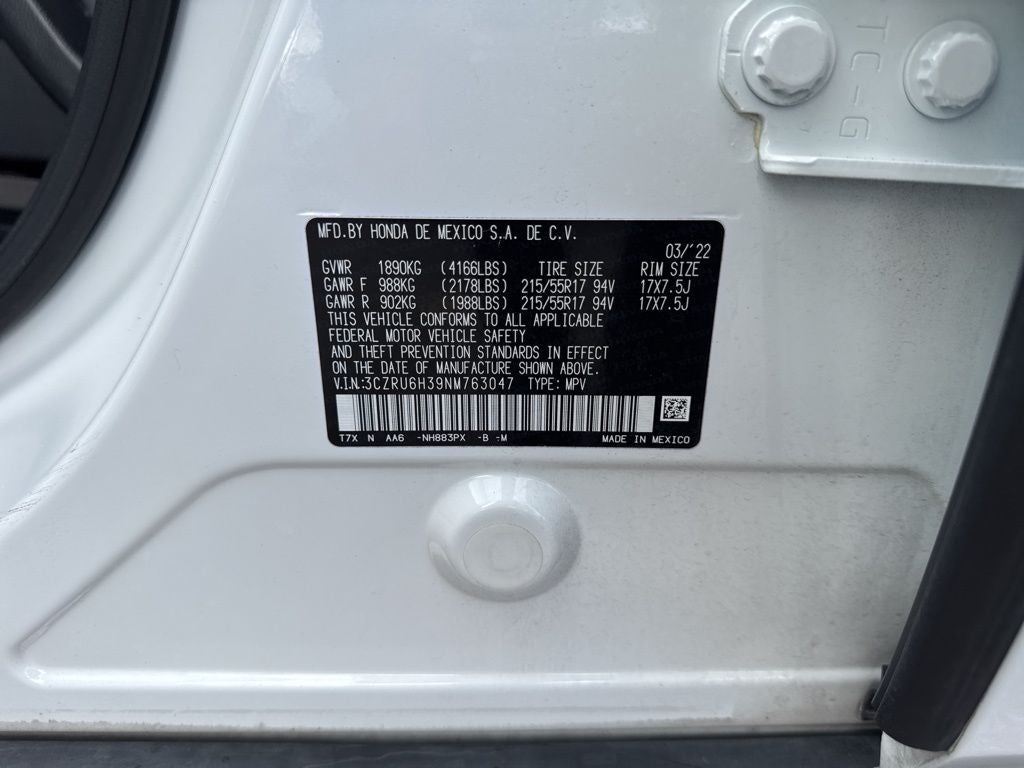 TC-G
MFD.BY HONDA DE MEXICO S.A. DE C.V.
03/'22
GVWR 1890KG (4166LBS) TIRE SIZE RIM SIZE
GAWR F 988KG (2178LBS) 215/55R17 94V 17X7.5J
GAWR R 902KG (1988LBS) 215/55R17 94V 17X7.5J
THIS VEHICLE CONFORMS TO ALL APPLICABLE
FEDERAL MOTOR VEHICLE SAFETY
AND THEFT PREVENTION STANDARDS IN EFFECT
ON THE DATE OF MANUFACTURE SHOWN ABOVE.
V.I.N:3CZRU6H39NM763047 TYPE: MPV
T7X N AA6 -NH883PX -B -M MADE IN MEXICO